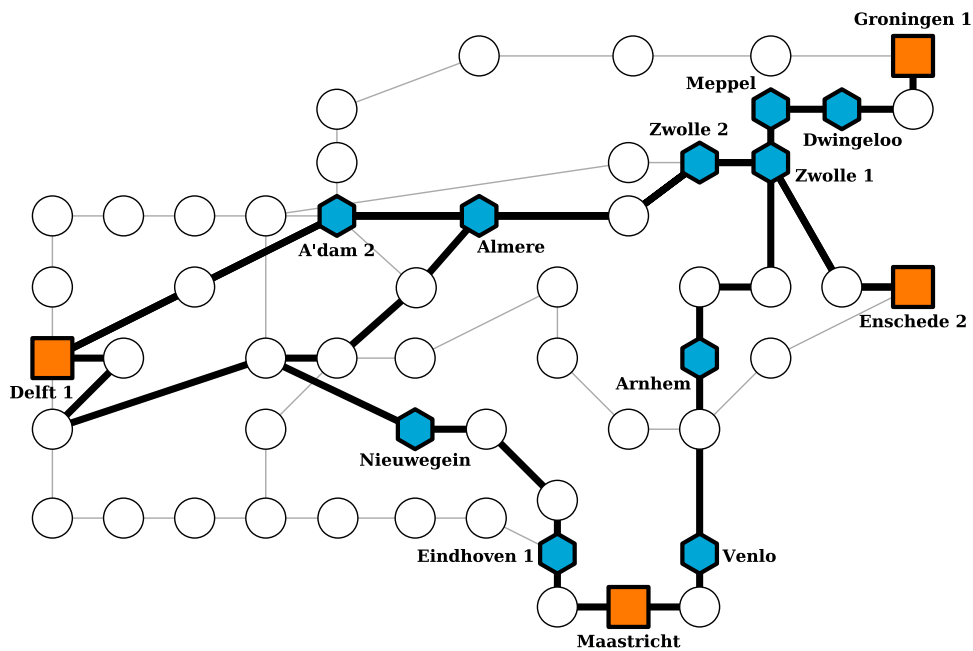 Groningen 1
Meppel
Zwolle 2
Dwingeloo
Zwolle 1
A'dam 2
Almere
Enschede 2
Delft 1
Arnhem
Nieuwegein
Eindhoven 1
Venlo
Maastricht